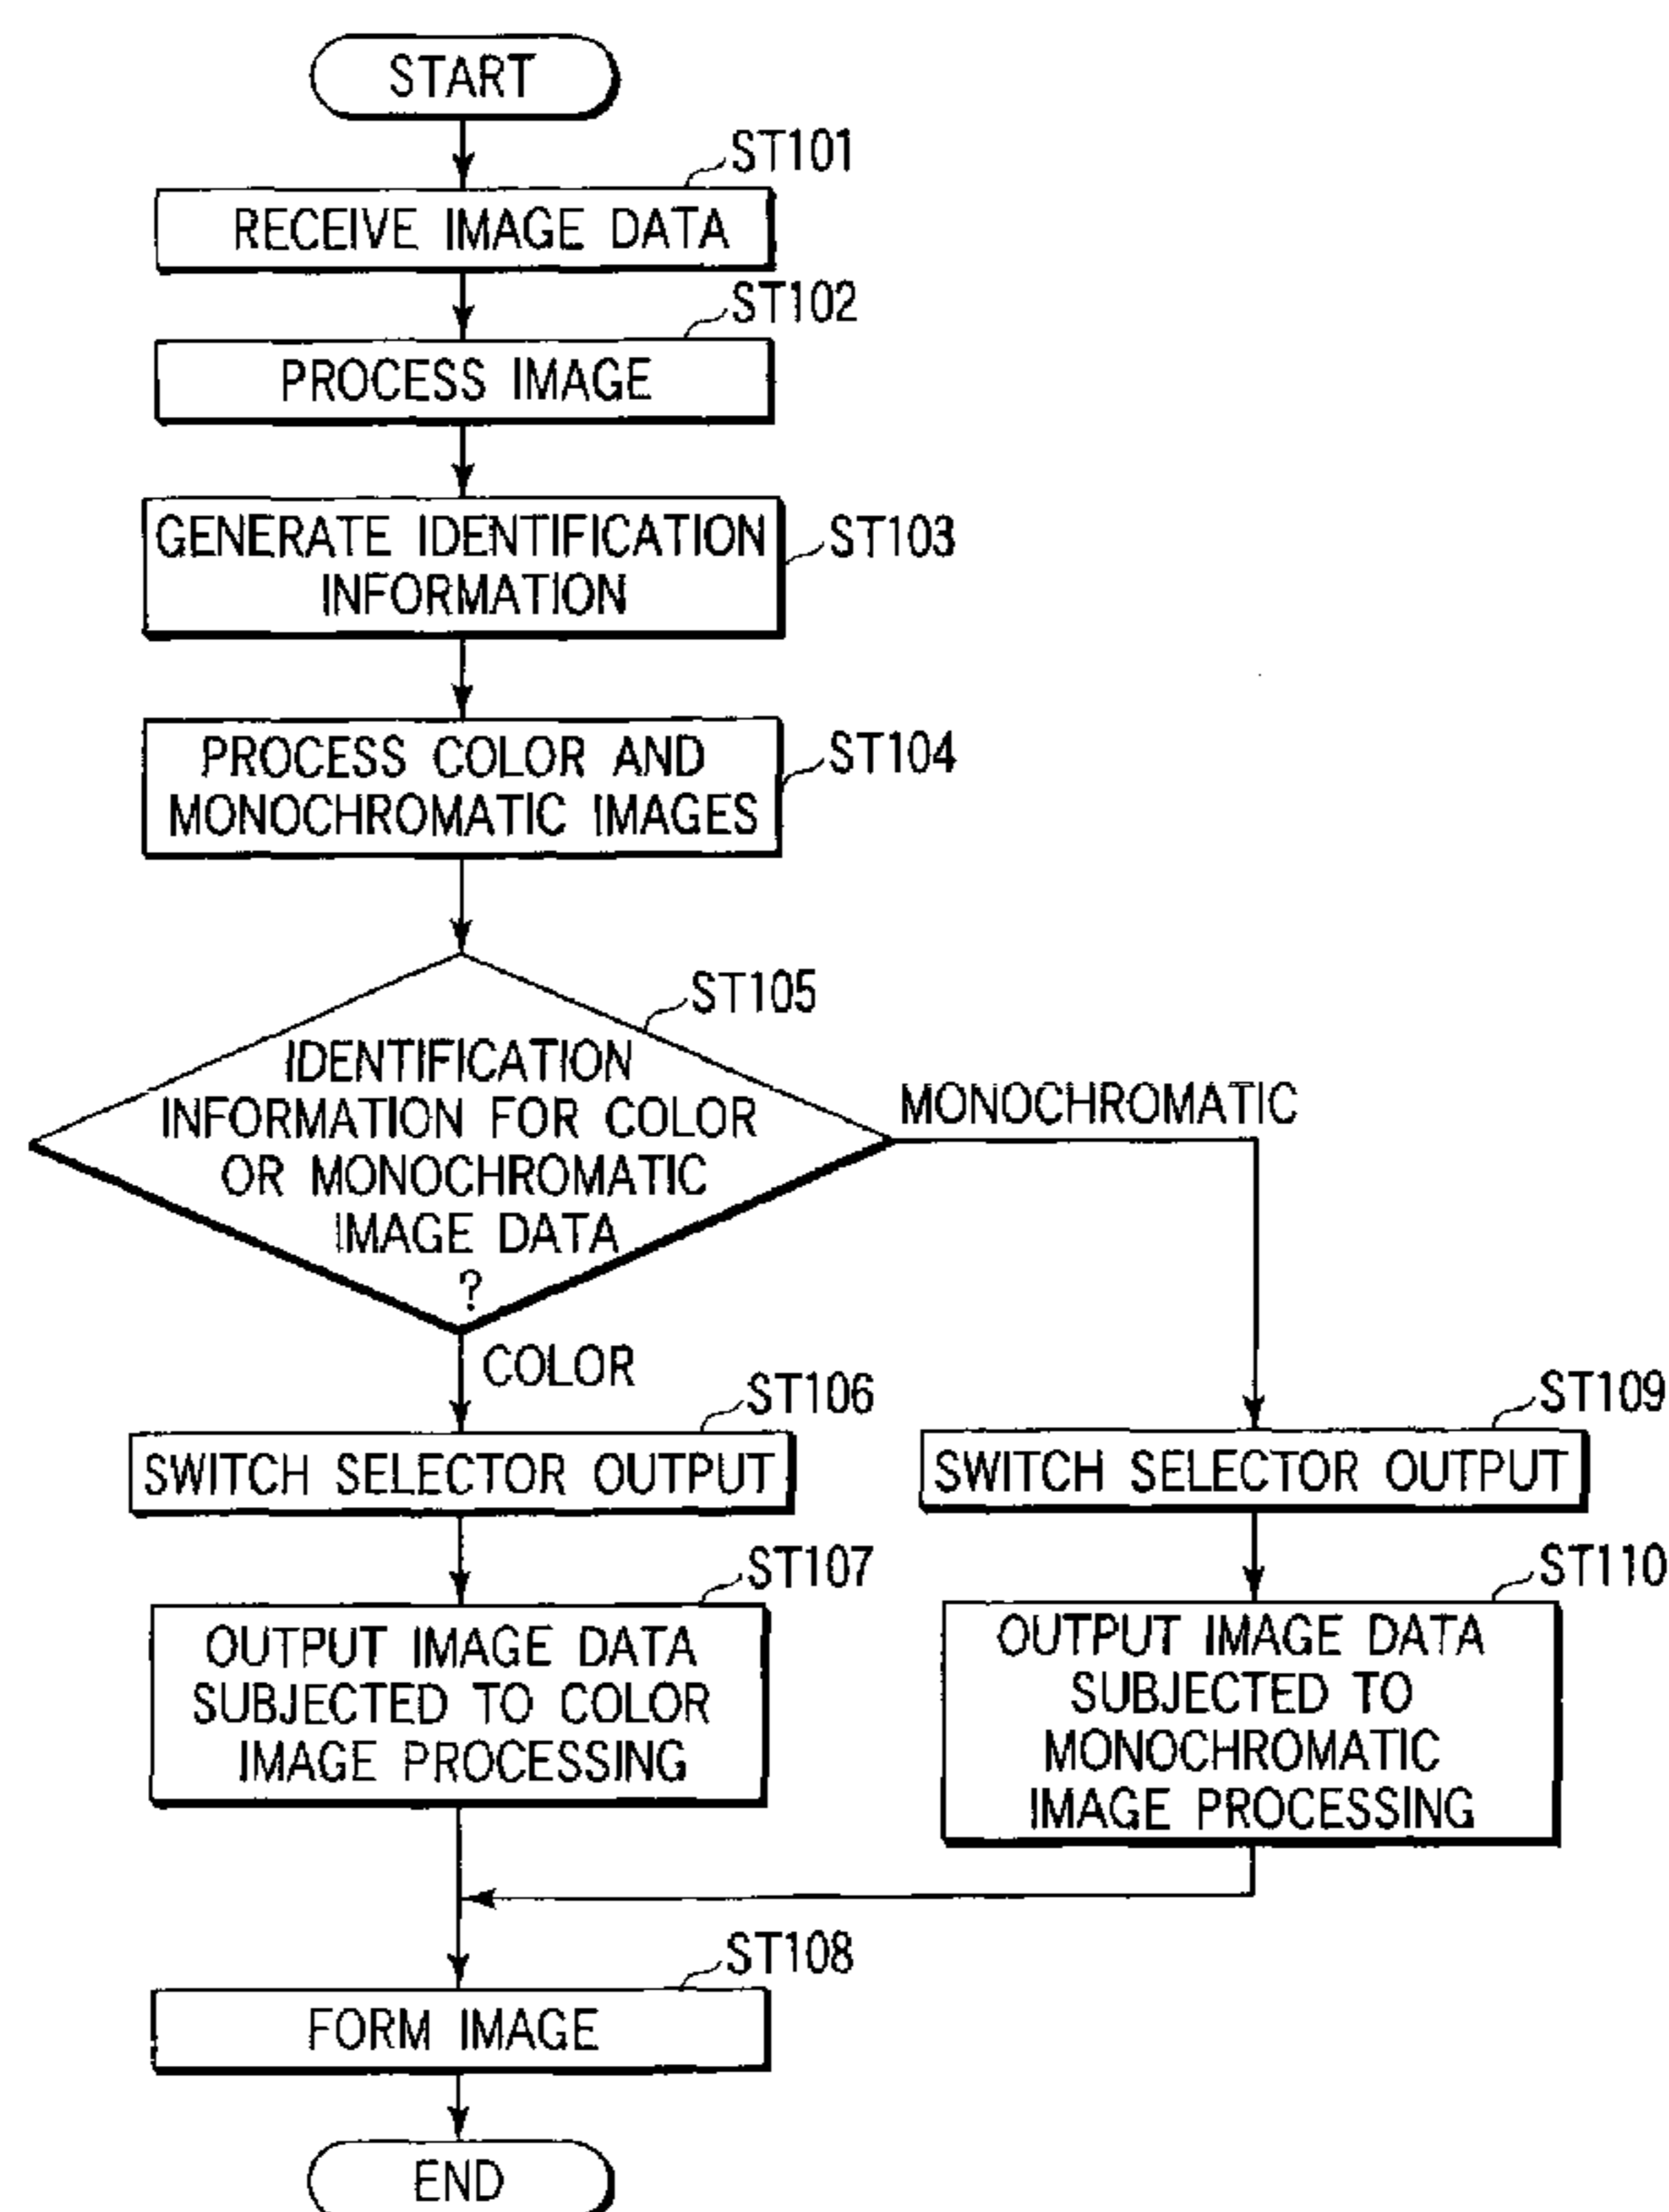 START
ST101
RECEIVE IMAGE DATA
ST102
PROCESS IMAGE
GENERATE IDENTIFICATION
INFORMATION
ST103
PROCESS COLOR AND
MONOCHROMATIC IMAGES
ST104
ST105
IDENTIFICATION
INFORMATION FOR COLOR
OR MONOCHROMATIC
IMAGE DATA
?
MONOCHROMATIC
COLOR
ST106
SWITCH SELECTOR OUTPUT
ST107
OUTPUT IMAGE DATA
SUBJECTED TO COLOR
IMAGE PROCESSING
ST109
SWITCH SELECTOR OUTPUT
ST110
OUTPUT IMAGE DATA
SUBJECTED TO
MONOCHROMATIC
IMAGE PROCESSING
ST108
FORM IMAGE
END